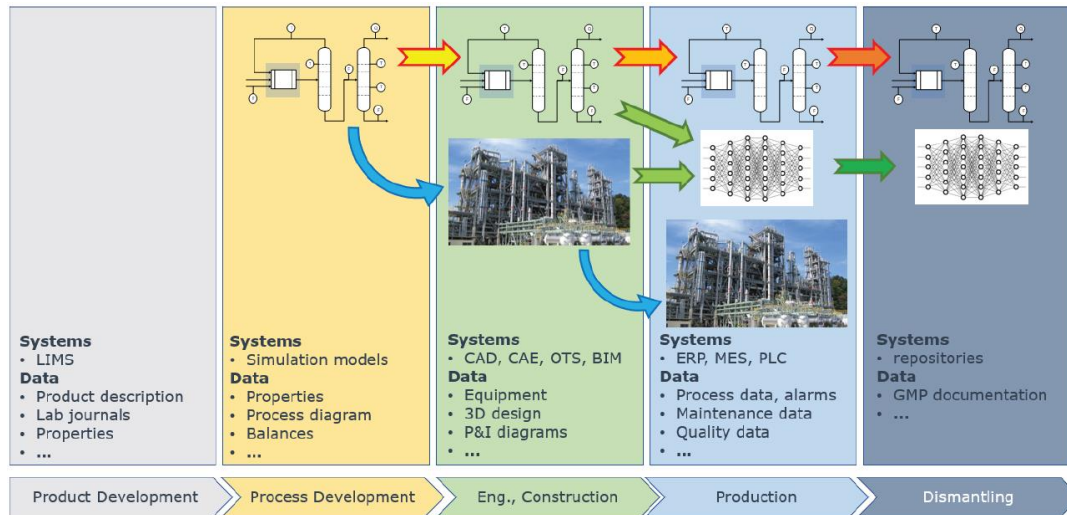 Systems
• LIMS
Data
• Product description
• Lab journals
• Properties
• ...
Systems
• Simulation models
Data
• Properties
• Process diagram
• Balances
• ...
Systems
• CAD, CAE, OTS, BIM
Data
• Equipment
• 3D design
• P&I diagrams
• ...
Systems
• ERP, MES, PLC
Data
• Process data, alarms
• Maintenance data
• Quality data
• ...
Systems
• repositories
Data
• GMP documentation
• ...
Product Development
Process Development
Eng., Construction
Production
Dismantling